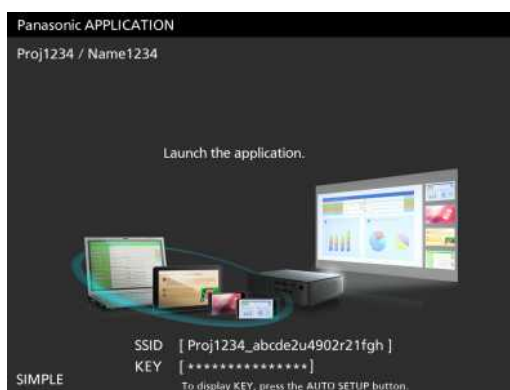 Panasonic APPLICATION
Proj1234 / Name1234
Launch the application.
SSID [ Proj1234_abcde2u4902r21fgh ]
KEY [***************]
SIMPLE To display KEY, press the AUTO SETUP button.